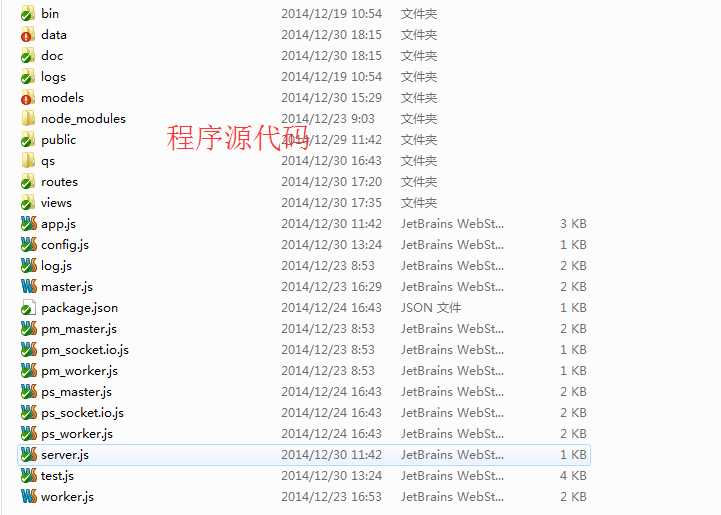 bin 2014/12/19 10:54 文件夹
data 2014/12/30 18:15 文件夹
doc 2014/12/30 18:15 文件夹
logs 2014/12/19 10:54 文件夹
models 2014/12/30 15:29 文件夹
node_modules 2014/12/23 9:03 文件夹
程序源代码
public 2014/12/29 11:42 文件夹
qs 2014/12/30 16:43 文件夹
routes 2014/12/30 17:20 文件夹
views 2014/12/30 17:35 文件夹
app.js 2014/12/30 11:42 JetBrains WebSt... 3 KB
config.js 2014/12/30 13:24 JetBrains WebSt... 1 KB
log.js 2014/12/23 8:53 JetBrains WebSt... 2 KB
master.js 2014/12/23 16:29 JetBrains WebSt... 2 KB
package.json 2014/12/24 16:43 JSON 文件 1 KB
pm_master.js 2014/12/23 8:53 JetBrains WebSt... 2 KB
pm_socket.io.js 2014/12/23 8:53 JetBrains WebSt... 1 KB
pm_worker.js 2014/12/23 8:53 JetBrains WebSt... 1 KB
ps_master.js 2014/12/24 16:43 JetBrains WebSt... 2 KB
ps_socket.io.js 2014/12/24 16:43 JetBrains WebSt... 2 KB
ps_worker.js 2014/12/24 16:43 JetBrains WebSt... 2 KB
server.js 2014/12/30 11:42 JetBrains WebSt... 1 KB
test.js 2014/12/30 13:24 JetBrains WebSt... 4 KB
worker.js 2014/12/23 16:53 JetBrains WebSt... 2 KB